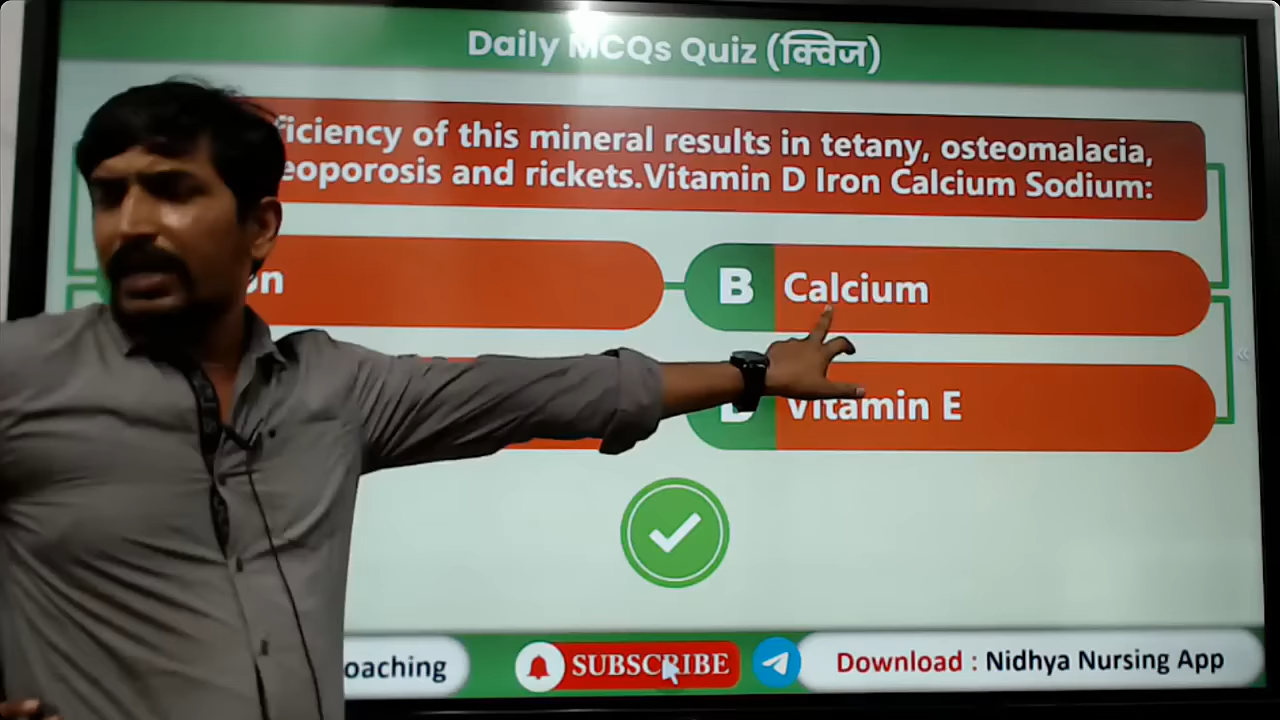 Daily MCQs Quiz (क्विज)
ficiency of this mineral results in tetany, osteomalacia,
eoporosis and rickets.Vitamin D Iron Calcium Sodium:
on
B Calcium
D Vitamin E
oaching
SUBSCRIBE
Download : Nidhya Nursing App